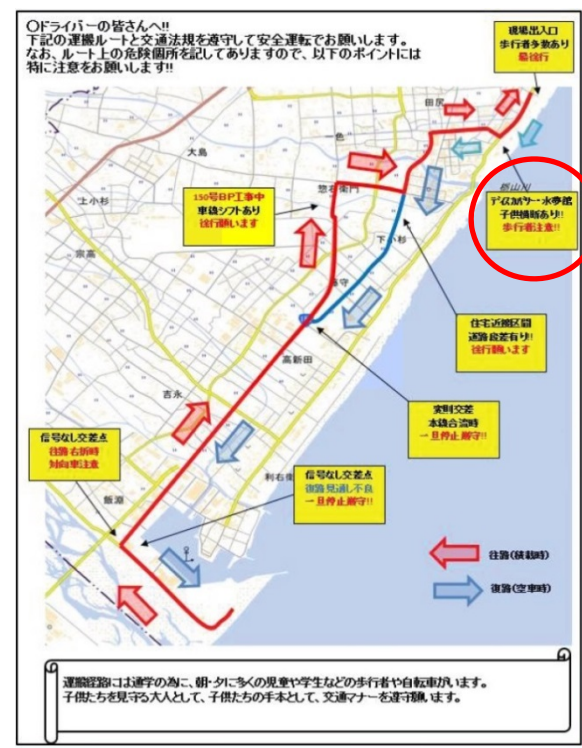 〇ドライバーの皆さんへ!!
下記の運搬ルートと交通法規を遵守して安全運転でお願いします。
なお、ルート上の危険個所を記してありますので、以下のポイントには
特に注意をお願いします!!
現場出入口
歩行者多数あり
最徐行
田尻
一色
大島
惣右衛門
上小杉
150号BP工事中
車線シフトあり
徐行願います
栃山川
ディスカバリー・水夢館
子供横断あり!!
歩行者注意!!
下小杉
宗高
住宅近接区間
道路段差有り!!
徐行願います
高新田
吉永
変則交差
本線合流時
一旦停止厳守!!
信号なし交差点
往路右折時
対向車注意
利右衛
信号なし交差点
復路見通し不良
一旦停止厳守!!
飯淵
往路(積載時)
復路(空車時)
運搬経路には通学の為に、朝・夕に多くの児童や学生などの歩行者や自転車がいます。
子供たちを見守る大人として、子供たちの手本として、交通マナーを遵守願います。